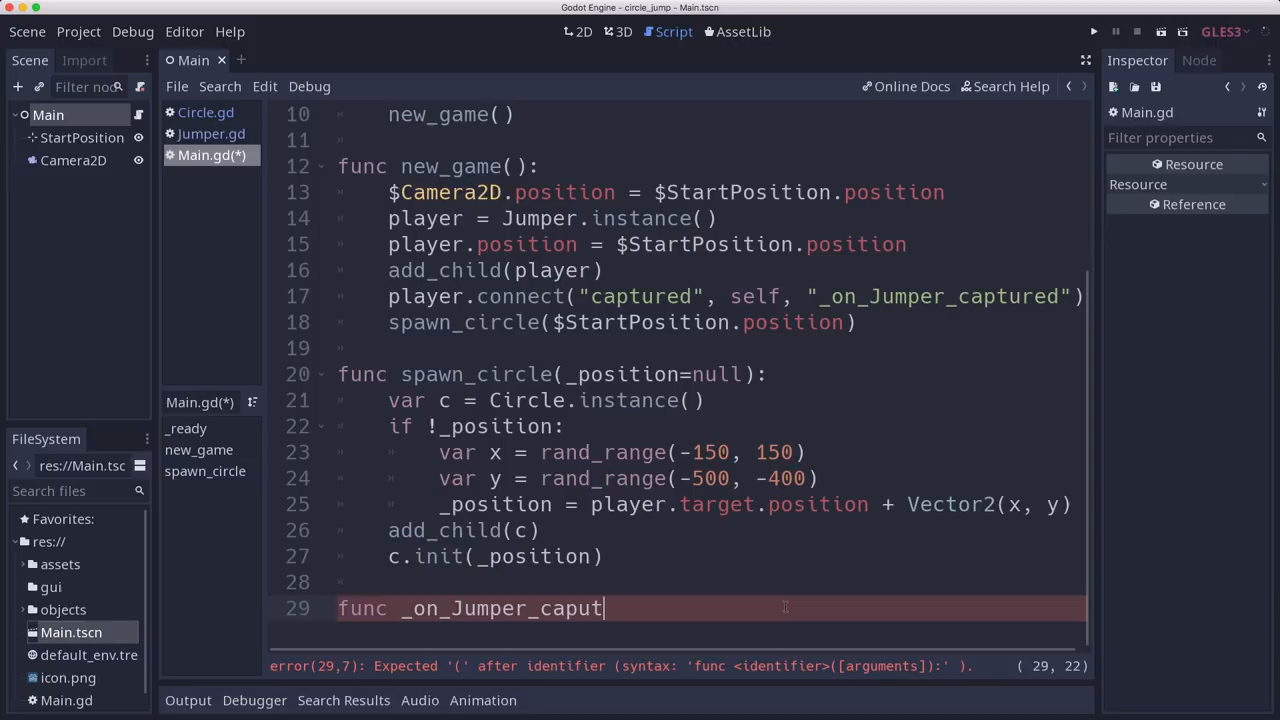 Godot Engine - circle_jump - Main.tscn
Scene Project Debug Editor Help
2D 3D Script AssetLib
GLES3
Scene Import
Filter nod
Main
StartPosition
Camera2D
FileSystem
res://Main.tsc
Search files
Favorites:
res://
assets
gui
objects
Main.tscn
default_env.tre
icon.png
Main.gd
Main
File Search Edit Debug
Online Docs Search Help
Circle.gd
Jumper.gd
Main.gd(*)
Main.gd(*)
_ready
new_game
spawn_circle
10 new_game()
11
12 func new_game():
13 $Camera2D.position = $StartPosition.position
14 player = Jumper.instance()
15 player.position = $StartPosition.position
16 add_child(player)
17 player.connect("captured", self, "_on_Jumper_captured")
18 spawn_circle($StartPosition.position)
19
20 func spawn_circle(_position=null):
21 var c = Circle.instance()
22 if !_position:
23 var x = rand_range(-150, 150)
24 var y = rand_range(-500, -400)
25 _position = player.target.position + Vector2(x, y)
26 add_child(c)
27 c.init(_position)
28
29 func _on_Jumper_caput
error(29,7): Expected '(' after identifier (syntax: 'func <identifier>([arguments]):' ). ( 29, 22)
Output Debugger Search Results Audio Animation
Inspector Node
Main.gd
Filter properties
Resource
Resource
Reference